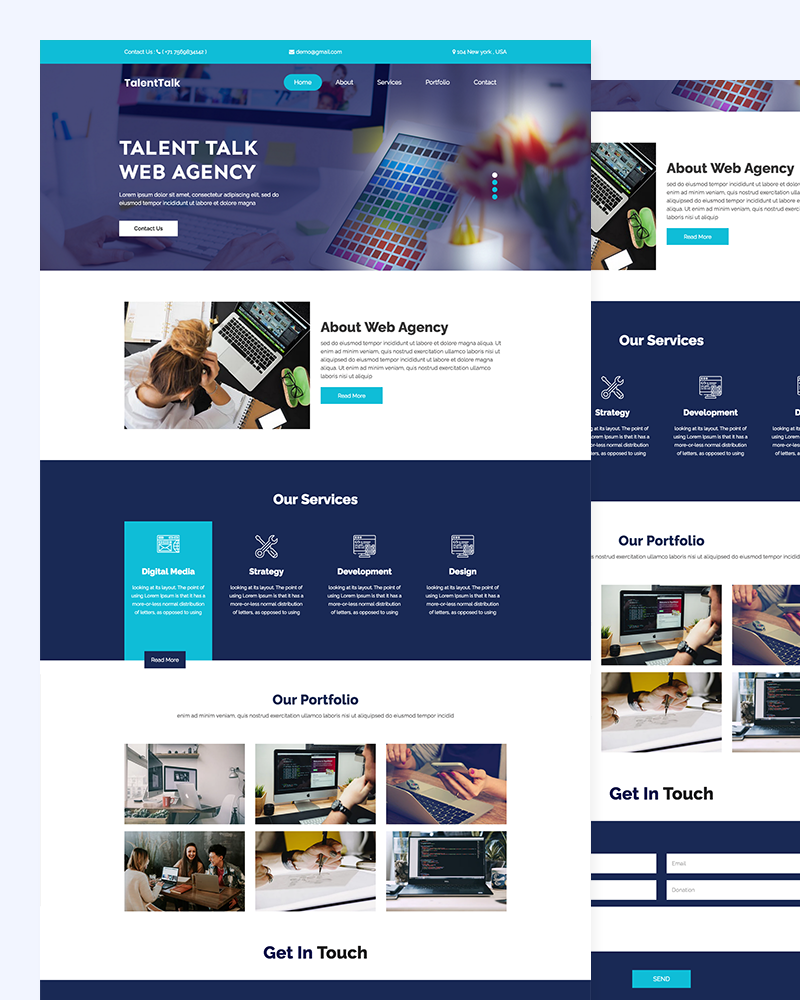 Contact Us : ( +71 7569834142 )
demo@gmail.com
104 New york , USA
TalentTalk
Home
About
Services
Portfolio
Contact
TALENT TALK
WEB AGENCY
Lorem ipsum dolor sit amet, consectetur adipiscing elit, sed do
eiusmod tempor incididunt ut labore et dolore magna
Contact Us
About Web Agency
sed do eiusmod tempor incididunt ut labore et dolore magna aliqua. Ut
enim ad minim veniam, quis nostrud exercitation ullamco laboris nisi ut
aliquipsed do eiusmod tempor incididunt ut labore et dolore magna
aliqua. Ut enim ad minim veniam, quis nostrud exercitation ullamco
laboris nisi ut aliquip
Read More
Our Services
Digital Media
looking at its layout. The point of
using Lorem Ipsum is that it has a
more-or-less normal distribution
of letters, as opposed to using
Read More
Strategy
looking at its layout. The point of
using Lorem Ipsum is that it has a
more-or-less normal distribution
of letters, as opposed to using
Development
looking at its layout. The point of
using Lorem Ipsum is that it has a
more-or-less normal distribution
of letters, as opposed to using
Design
looking at its layout. The point of
using Lorem Ipsum is that it has a
more-or-less normal distribution
of letters, as opposed to using
Our Portfolio
enim ad minim veniam, quis nostrud exercitation ullamco laboris nisi ut aliquipsed do eiusmod tempor incidid
Get In Touch
About Web Agency
sed do eiusmod tempor incididunt ut labore et dolor
enim ad minim veniam, quis nostrud exercitation
aliquipsed do eiusmod tempor incididunt ut labore
aliqua. Ut enim ad minim veniam, quis nostrud exer
laboris nisi ut aliquip
Read More
Our Services
Strategy
g at its layout. The point of
orem Ipsum is that it has a
or-less normal distribution
rs, as opposed to using
Development
looking at its layout. The point of
using Lorem Ipsum is that it has a
more-or-less normal distribution
of letters, as opposed to using
D
looking at its
using Lorem
more-or-les
of letters, a
Our Portfolio
s nostrud exercitation ullamco laboris nisi ut aliquipsed do eiusmod tempor incidid
Get In Touch
Email
Donation
SEND